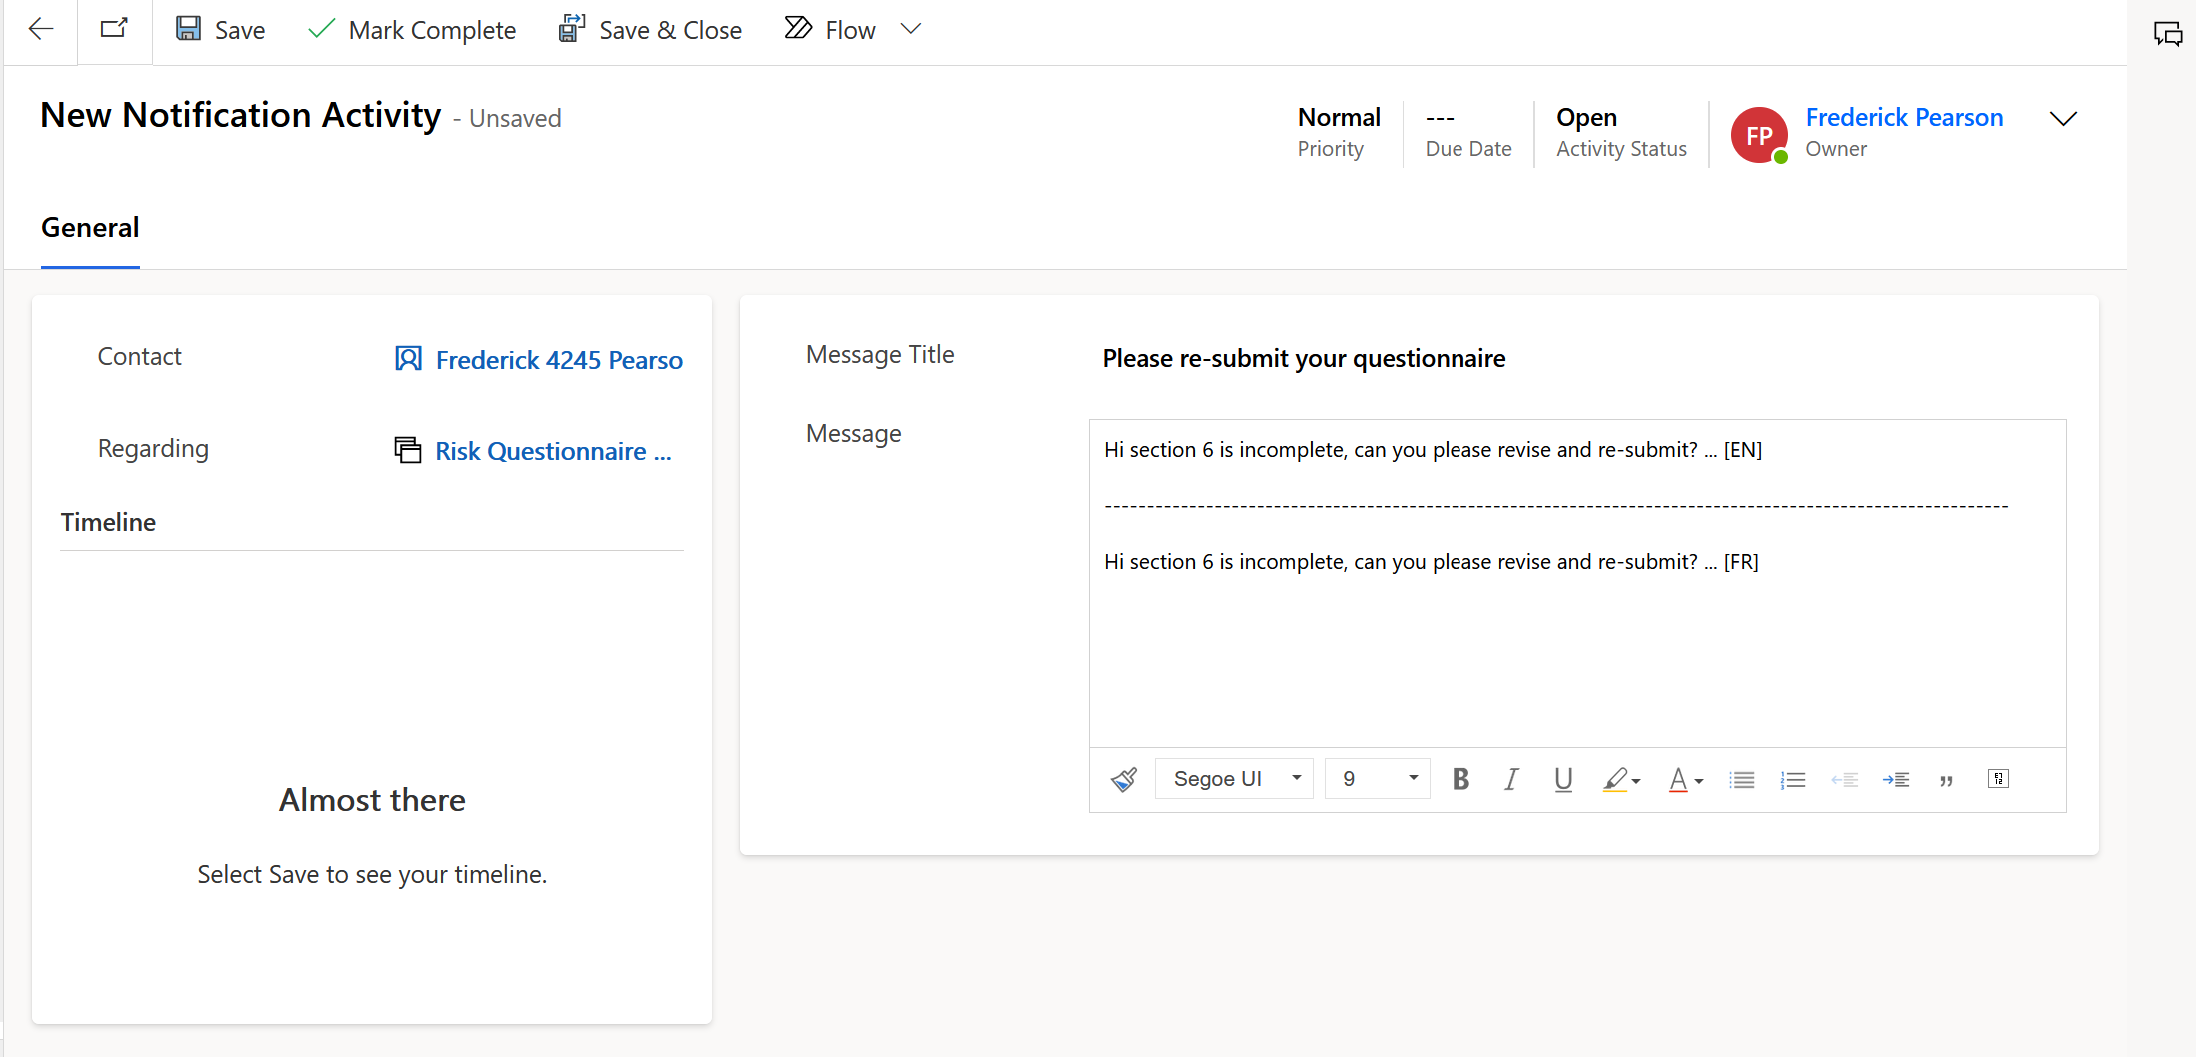 Save Mark Complete Save & Close Flow
New Notification Activity - Unsaved
Normal
Priority
---
Due Date
Open
Activity Status
FP
Frederick Pearson
Owner
General
Contact Frederick 4245 Pearso
Regarding Risk Questionnaire ...
Timeline
Almost there
Select Save to see your timeline.
Message Title Please re-submit your questionnaire
Message
Hi section 6 is incomplete, can you please revise and re-submit? ... [EN]
------------------------------------------------------------------------------------------------------------
Hi section 6 is incomplete, can you please revise and re-submit? ... [FR]
Segoe UI 9 B I U A